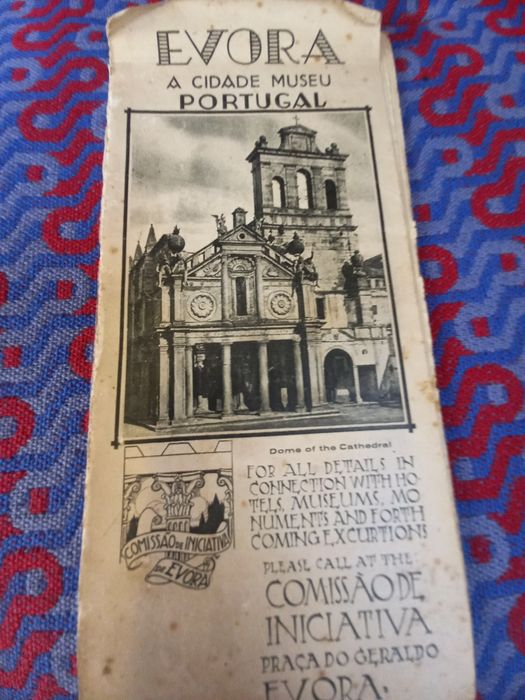 EVORA
A CIDADE MUSEU
PORTUGAL
Dome of the Cathedral
FOR ALL DETAILS IN
CONNECTION WITH HO-
TELS, MUSEUMS, MO
NUMENTS AND FORTH
COMING EXCURTIONS
PLEASE CALL AT THE
COMISSÃO DE
INICIATIVA
PRAÇA DO GERALDO
EVORA.
COMISSÃO DE INICIATIVA
DE EVORA